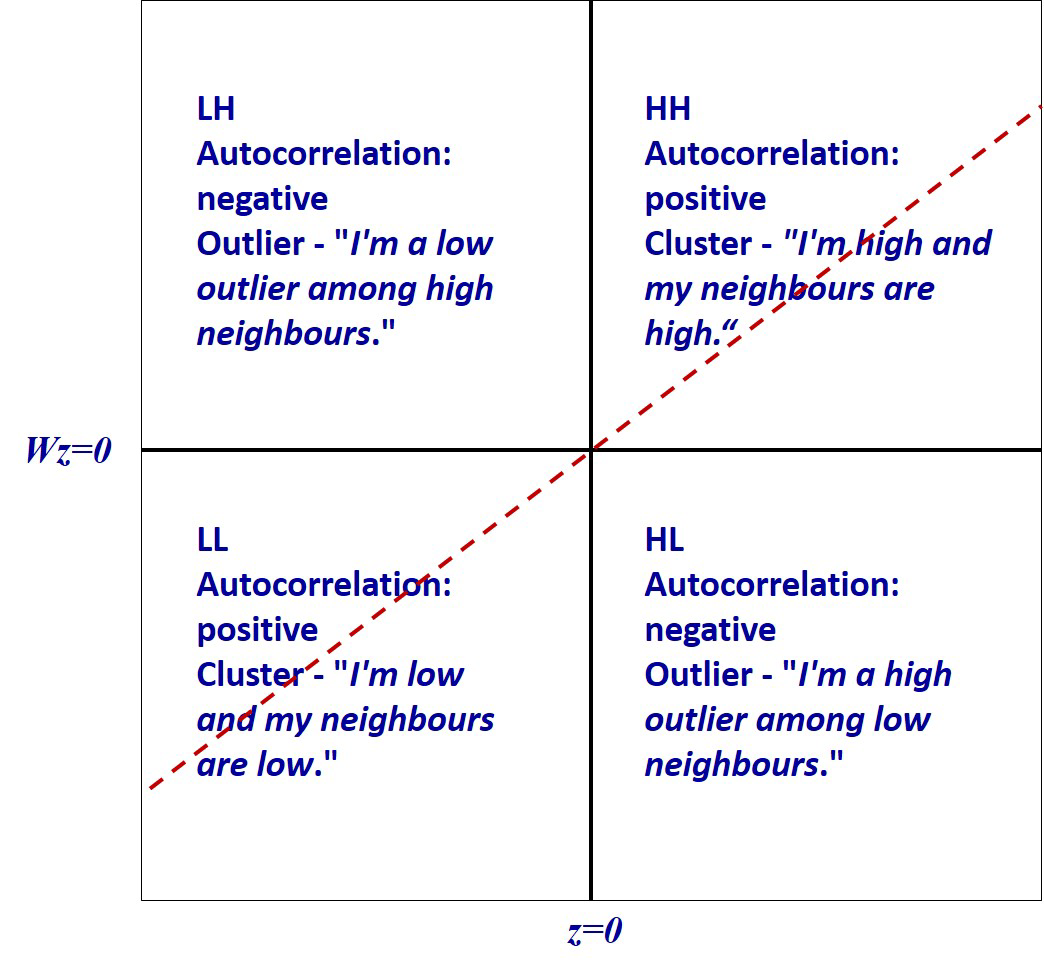 LH
Autocorrelation:
negative
Outlier - "I'm a low
outlier among high
neighbours."
HH
Autocorrelation:
positive
Cluster - "I'm high and
my neighbours are
high.“
Wz=0
LL
Autocorrelation:
positive
Cluster - "I'm low
and my neighbours
are low."
HL
Autocorrelation:
negative
Outlier - "I'm a high
outlier among low
neighbours."
z=0